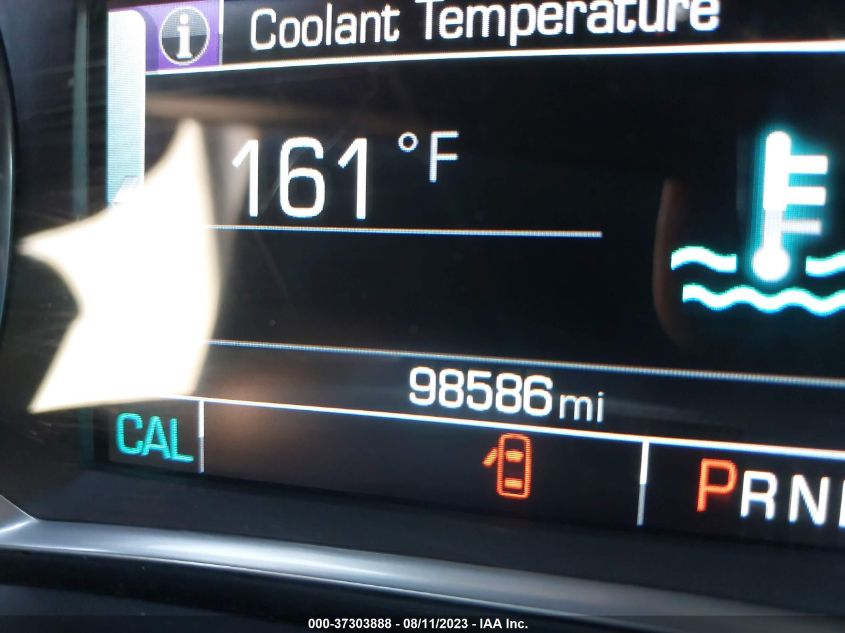 i Coolant Temperature
161 °F
98586 mi
CAL
PRN
000-37303888 - 08/11/2023 - IAA Inc.